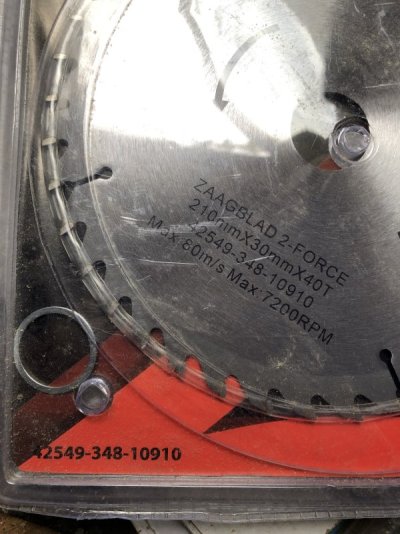 ZAAGBLAD 2-FORCE
210mmX30mmX40T
42549-348-10910
Max. 80m/s Max.7200RPM
42549-348-10910